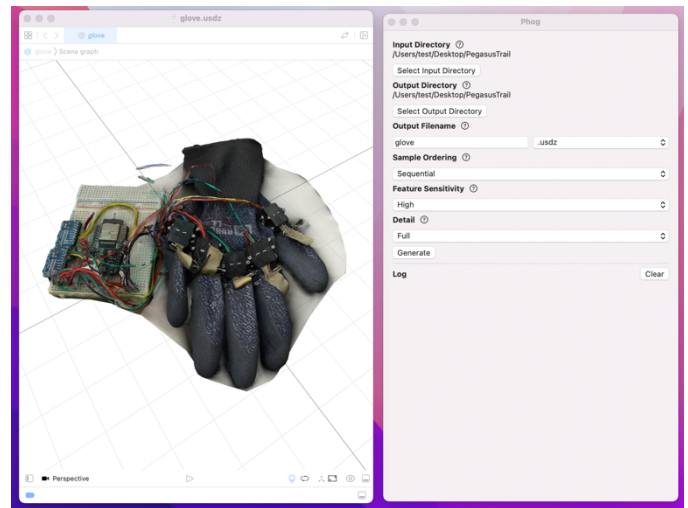 glove.usdz
glove
glove
Scene graph
Perspective
Phog
Input Directory
/Users/test/Desktop/PegasusTrail
Select Input Directory
Output Directory
/Users/test/Desktop/PegasusTrail
Select Output Directory
Output Filename
glove .usdz
Sample Ordering
Sequential
Feature Sensitivity
High
Detail
Full
Generate
Log Clear